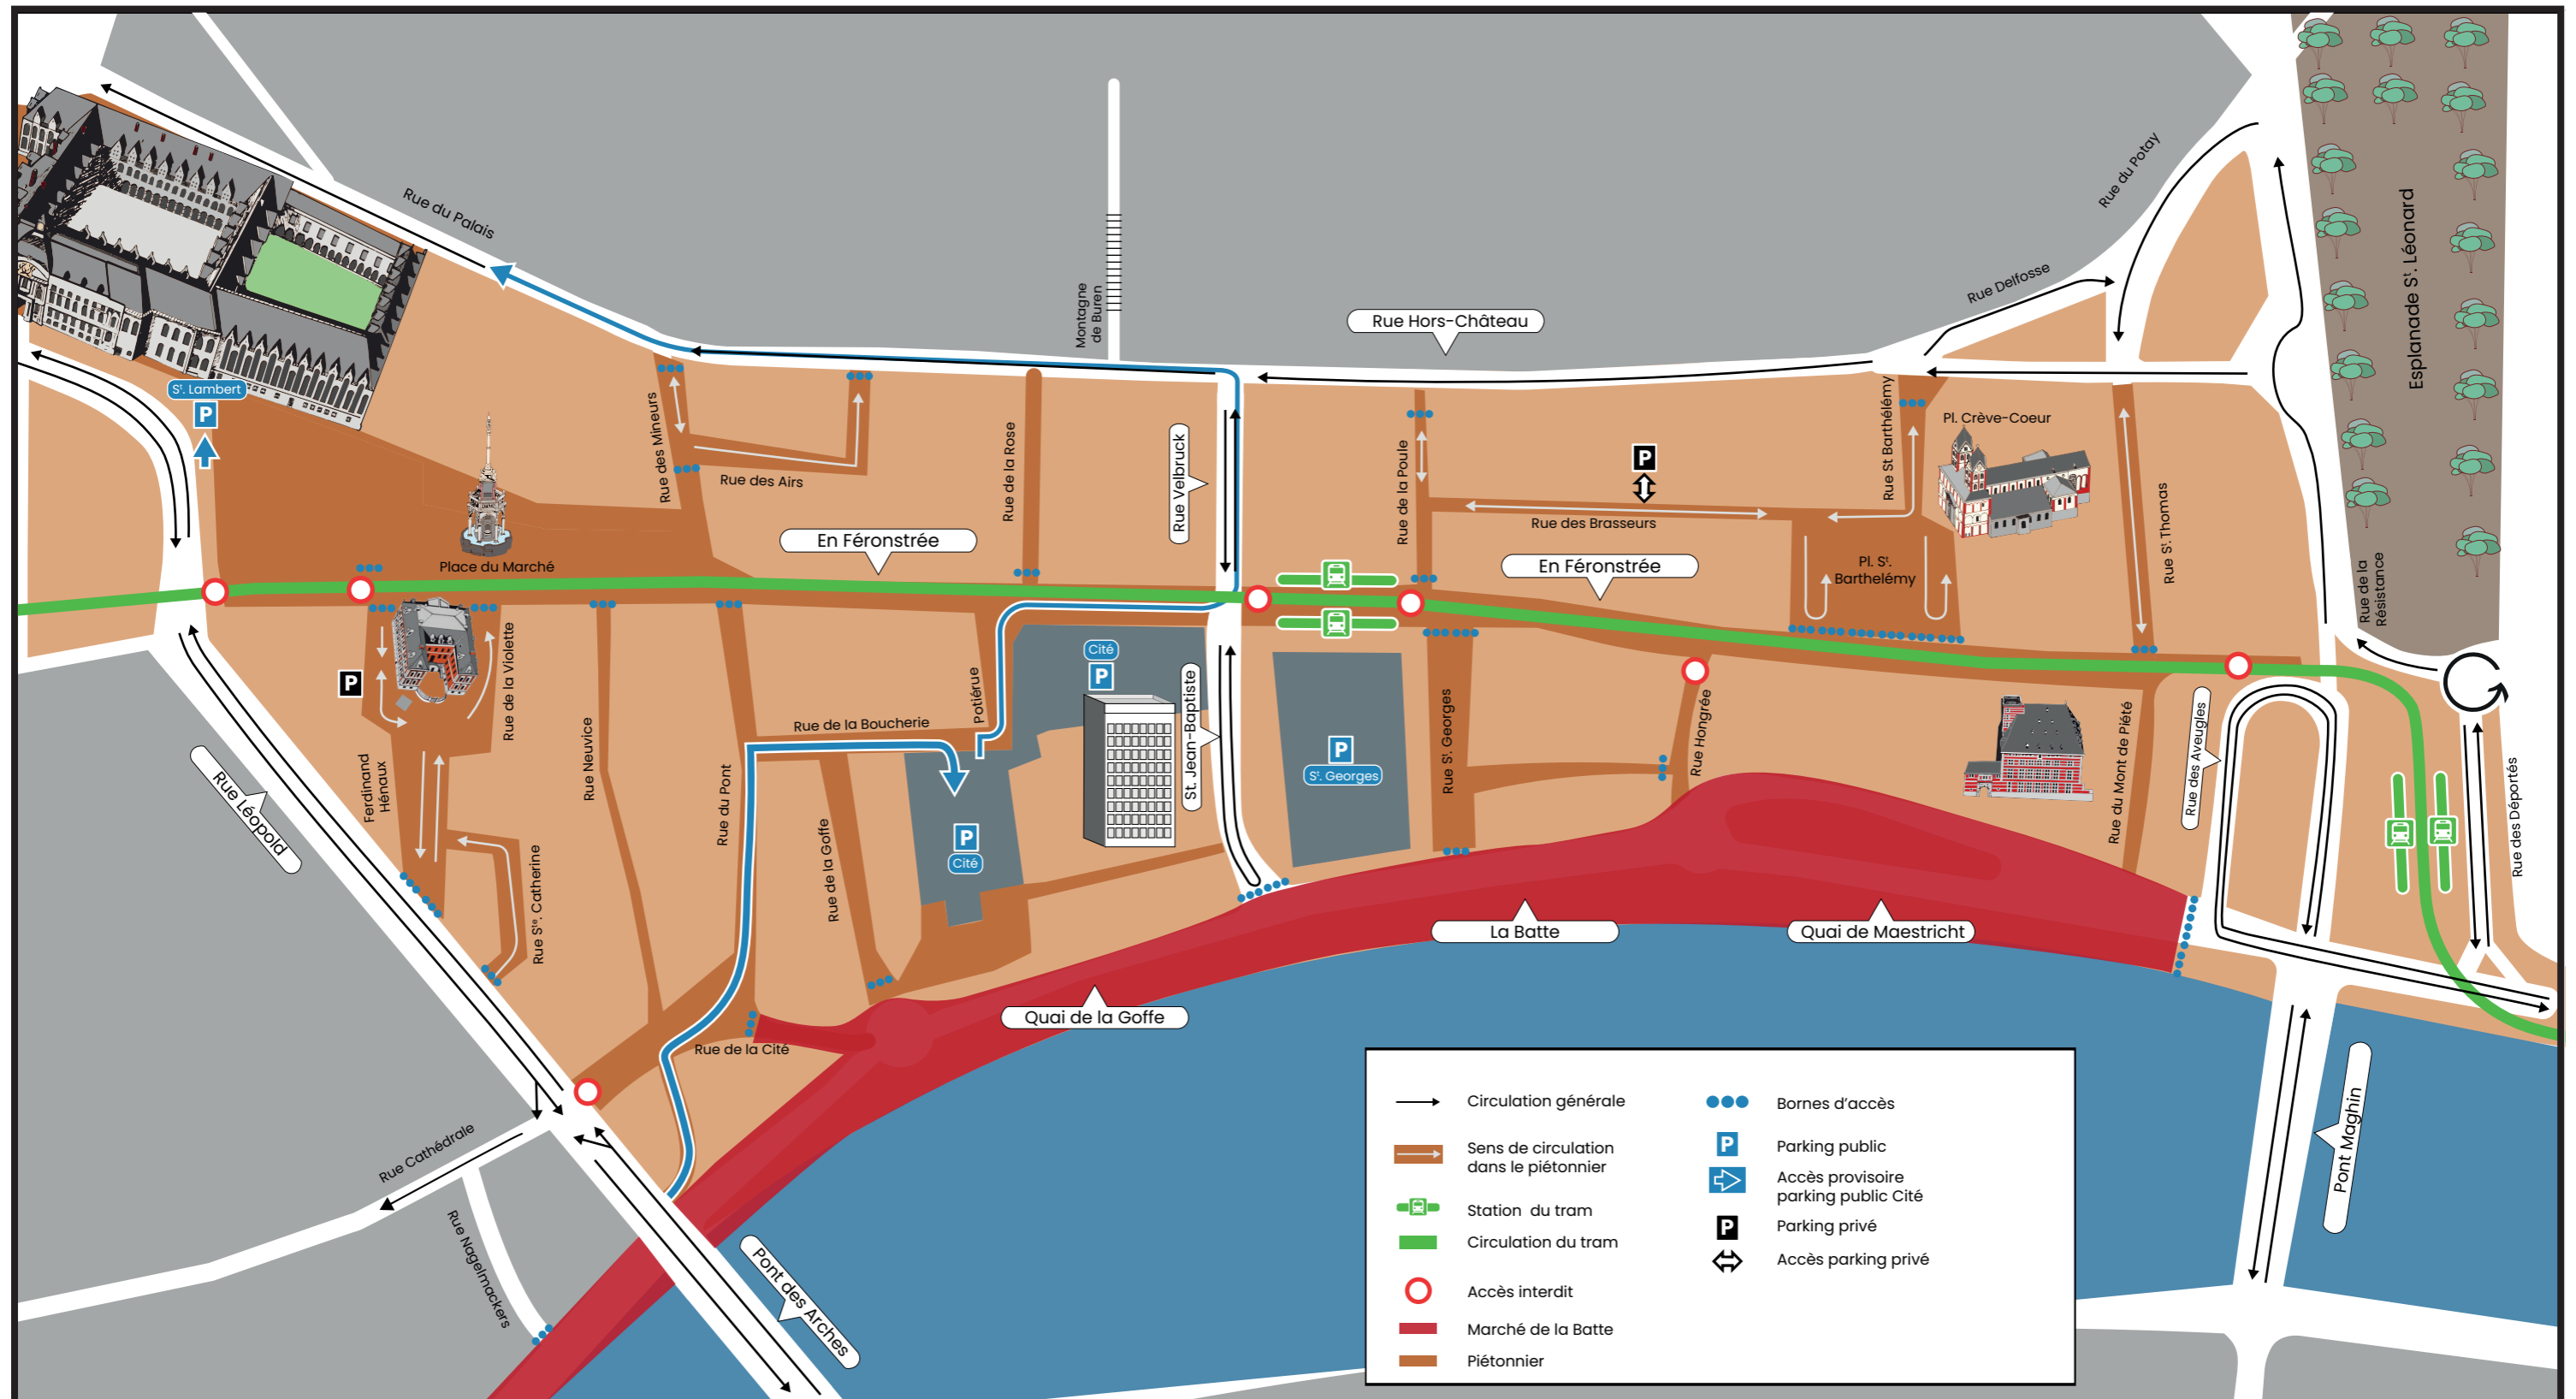 Rue du Palais
Montagne
de Buren
Rue Hors-Château
Rue Delfosse
Rue du Potay
Esplanade Sᵗ. Léonard
Sᵗ. Lambert
P
Rue des Mineurs
Rue des Airs
Rue de la Rose
Rue Velbruck
Rue de la Poule
P
Rue des Brasseurs
Rue St Barthélémy
Pl. Crève-Coeur
Rue Sᵗ. Thomas
Place du Marché
En Féronstrée
En Féronstrée
Pl. Sᵗ.
Barthelémy
Rue de la
Résistance
P
Rue de la Violette
Ferdinand
Hénaux
Rue Neuvice
Rue du Pont
Rue de la Boucherie
Potiérue
Cité
P
St. Jean-Baptiste
P
Sᵗ. Georges
Rue Sᵗ. Georges
Rue Hongrée
Rue du Mont de Piété
Rue des Aveugles
Rue des Déportés
Rue Léopold
Rue Sᵗᵉ. Catherine
Rue de la Goffe
P
Cité
La Batte
Quai de Maestricht
Quai de la Goffe
Rue de la Cité
Rue Cathédrale
Rue Nagelmackers
Pont des Arches
Pont Maghin
Circulation générale
Sens de circulation
dans le piétonnier
Station du tram
Circulation du tram
Accès interdit
Marché de la Batte
Piétonnier
Bornes d'accès
P
Parking public
Accès provisoire
parking public Cité
P
Parking privé
Accès parking privé